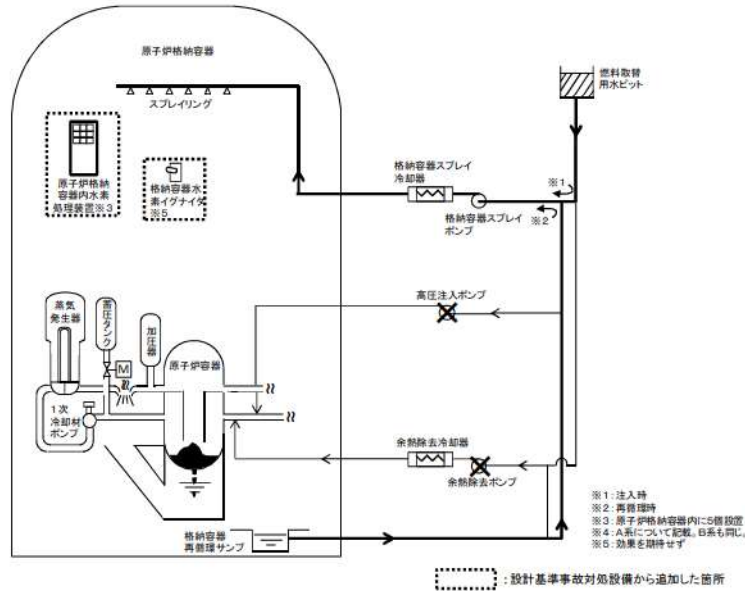 原子炉格納容器
スプレイリング
原子炉格納
容器内水素
処理装置※3
格納容器水
素イグナイタ
※5
燃料取替
用水ピット
格納容器スプレイ
冷却器
※1
※2
格納容器スプレイ
ポンプ
高圧注入ポンプ
蒸気
発生器
蓄圧タンク
加圧器
M
原子炉容器
1次
冷却材
ポンプ
余熱除去冷却器
余熱除去ポンプ
格納容器
再循環サンプ
※1:注入時
※2:再循環時
※3:原子炉格納容器内に5個設置
※4:A系について記載。B系も同じ。
※5:効果を期待せず
:設計基準事故対処設備から追加した箇所